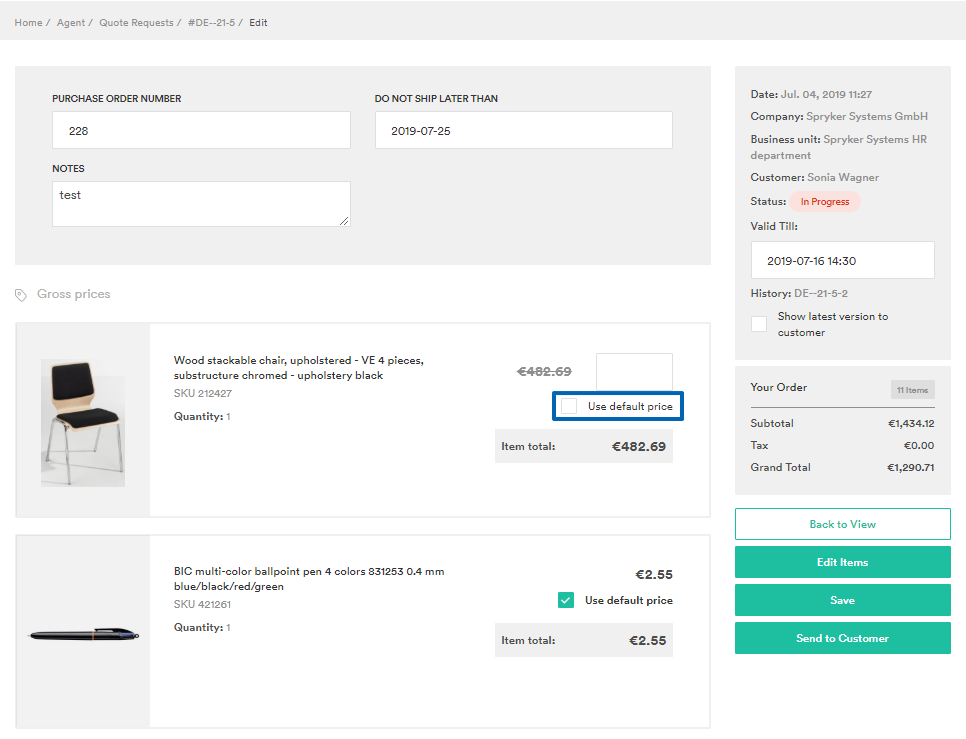 Home / Agent / Quote Requests / #DE--21-5 / Edit
PURCHASE ORDER NUMBER
228
DO NOT SHIP LATER THAN
2019-07-25
NOTES
test
Gross prices
Wood stackable chair, upholstered - VE 4 pieces,
substructure chromed - upholstery black
SKU 212427
Quantity: 1
€482.69
Use default price
Item total: €482.69
BIC multi-color ballpoint pen 4 colors 831253 0.4 mm
blue/black/red/green
SKU 421261
Quantity: 1
€2.55
Use default price
Item total: €2.55
Date: Jul. 04, 2019 11:27
Company: Spryker Systems GmbH
Business unit: Spryker Systems HR
department
Customer: Sonia Wagner
Status: In Progress
Valid Till:
2019-07-16 14:30
History: DE--21-5-2
Show latest version to
customer
Your Order 11 Items
Subtotal €1,434.12
Tax €0.00
Grand Total €1,290.71
Back to View
Edit Items
Save
Send to Customer